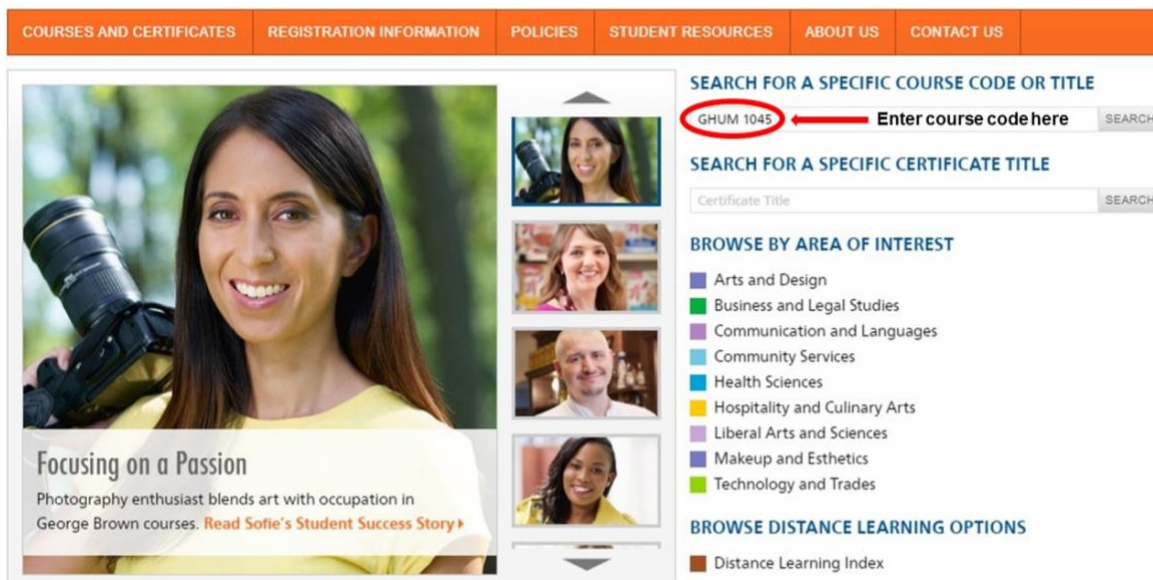 COURSES AND CERTIFICATES
REGISTRATION INFORMATION
POLICIES
STUDENT RESOURCES
ABOUT US
CONTACT US
Focusing on a Passion
Photography enthusiast blends art with occupation in
George Brown courses. Read Sofie's Student Success Story
SEARCH FOR A SPECIFIC COURSE CODE OR TITLE
GHUM 1045 Enter course code here SEARCH
SEARCH FOR A SPECIFIC CERTIFICATE TITLE
Certificate Title SEARCH
BROWSE BY AREA OF INTEREST
Arts and Design
Business and Legal Studies
Communication and Languages
Community Services
Health Sciences
Hospitality and Culinary Arts
Liberal Arts and Sciences
Makeup and Esthetics
Technology and Trades
BROWSE DISTANCE LEARNING OPTIONS
Distance Learning Index